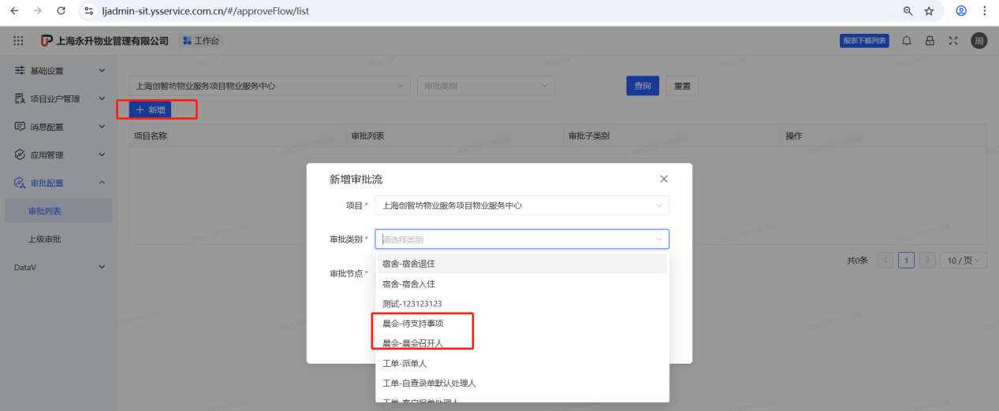 ljadmin-sit.ysservice.com.cn/#/approveFlow/list
上海永升物业管理有限公司 工作台 报表下载列表 周
基础设置
项目业户管理
消息配置
应用管理
审批配置
审批列表
上级审批
DataV
上海创智坊物业服务项目物业服务中心 审批类别 查询 重置
+ 新增
项目名称 审批列表 审批子类别 操作
新增审批流
项目 * 上海创智坊物业服务项目物业服务中心
审批类别 * 请选择类别
审批节点 *
宿舍-宿舍退住
宿舍-宿舍入住
测试-123123123
晨会-待支持事项
晨会-晨会召开人
工单-派单人
工单-自查录单默认处理人
工单-客户报单处理人
共0条 1 10 / 页